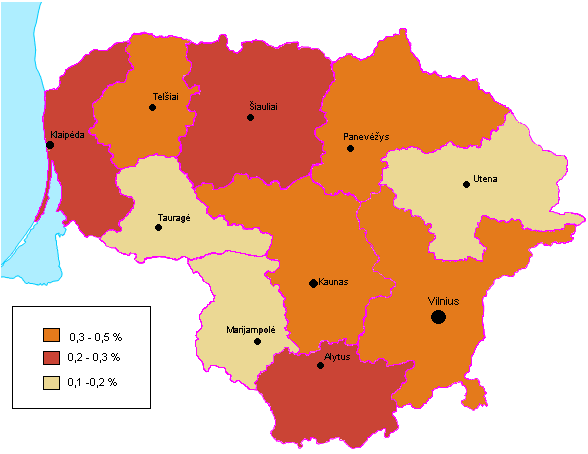 Telšiai
Šiauliai
Klaipėda
Panevėžys
Utena
Tauragė
Kaunas
Vilnius
Marijampolė
Alytus
0,3 - 0,5 %
0,2 - 0,3 %
0,1 -0,2 %